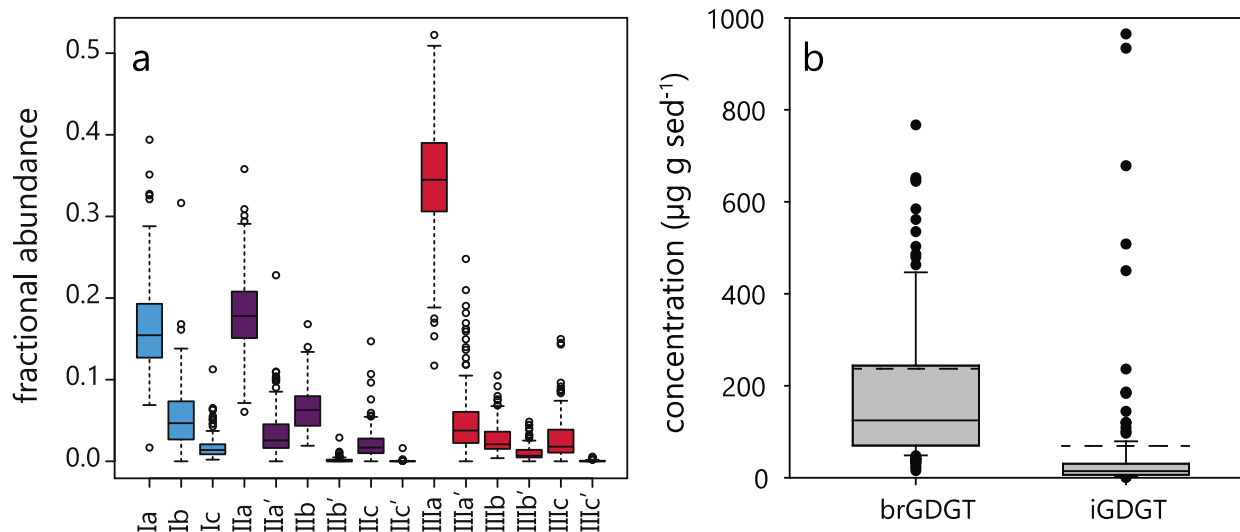 a
fractional abundance
0.5
0.4
0.3
0.2
0.1
0.0
Ia
Ib
Ic
IIa
IIa′
IIb
IIb′
IIc
IIc′
IIIa
IIIa′
IIIb
IIIb′
IIIc
IIIc′
b
concentration (µg g sed⁻¹)
1000
800
600
400
200
0
brGDGT
iGDGT